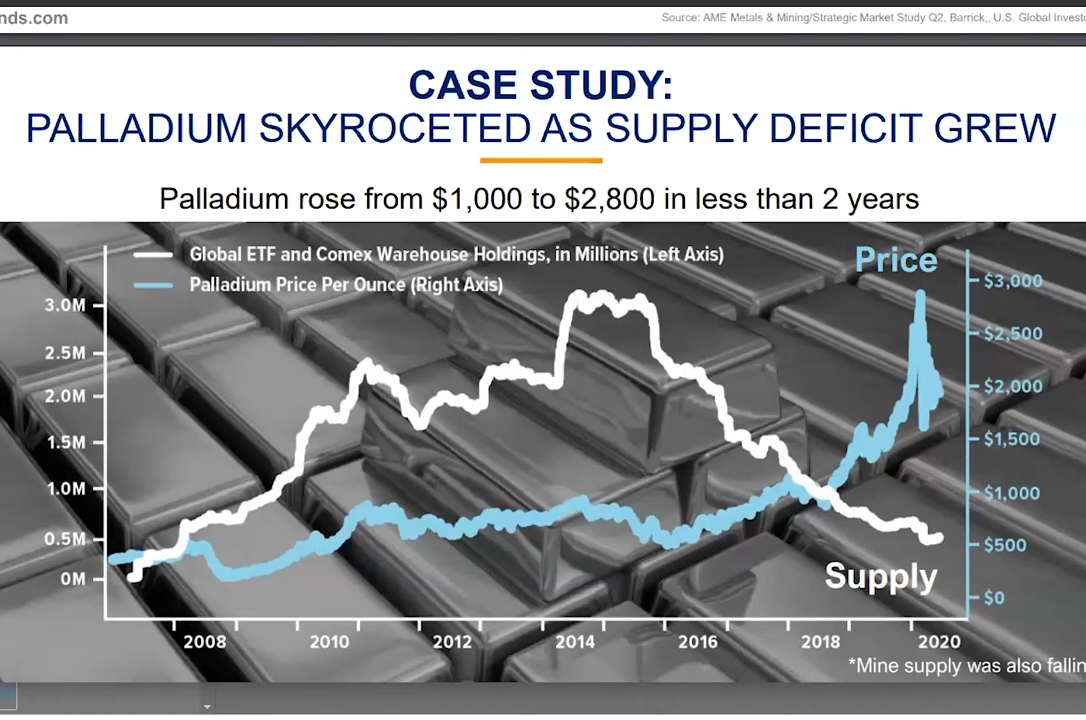 nds.com
Source: AME Metals & Mining/Strategic Market Study Q2, Barrick,, U.S. Global Investo
CASE STUDY:
PALLADIUM SKYROCETED AS SUPPLY DEFICIT GREW
Palladium rose from $1,000 to $2,800 in less than 2 years
Global ETF and Comex Warehouse Holdings, in Millions (Left Axis)
Palladium Price Per Ounce (Right Axis)
Price
3.0M
2.5M
2.0M
1.5M
1.0M
0.5M
0M
$3,000
$2,500
$2,000
$1,500
$1,000
$500
$0
Supply
2008 2010 2012 2014 2016 2018 2020
*Mine supply was also fallin